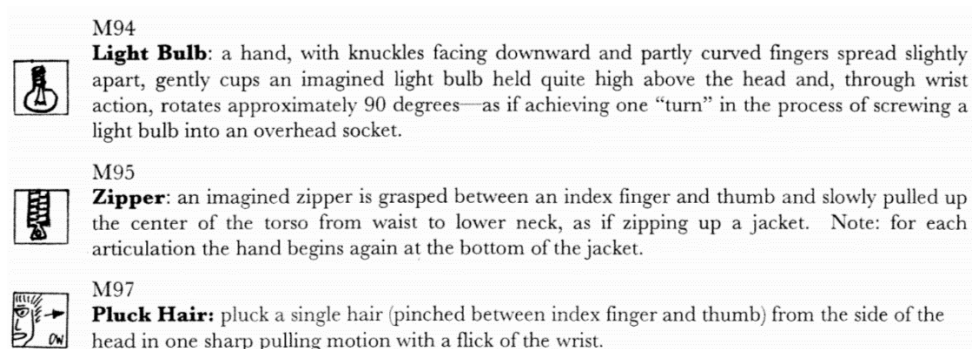 M94
Light Bulb: a hand, with knuckles facing downward and partly curved fingers spread slightly
apart, gently cups an imagined light bulb held quite high above the head and, through wrist
action, rotates approximately 90 degrees—as if achieving one “turn” in the process of screwing a
light bulb into an overhead socket.
M95
Zipper: an imagined zipper is grasped between an index finger and thumb and slowly pulled up
the center of the torso from waist to lower neck, as if zipping up a jacket. Note: for each
articulation the hand begins again at the bottom of the jacket.
M97
Pluck Hair: pluck a single hair (pinched between index finger and thumb) from the side of the
OW
head in one sharp pulling motion with a flick of the wrist.